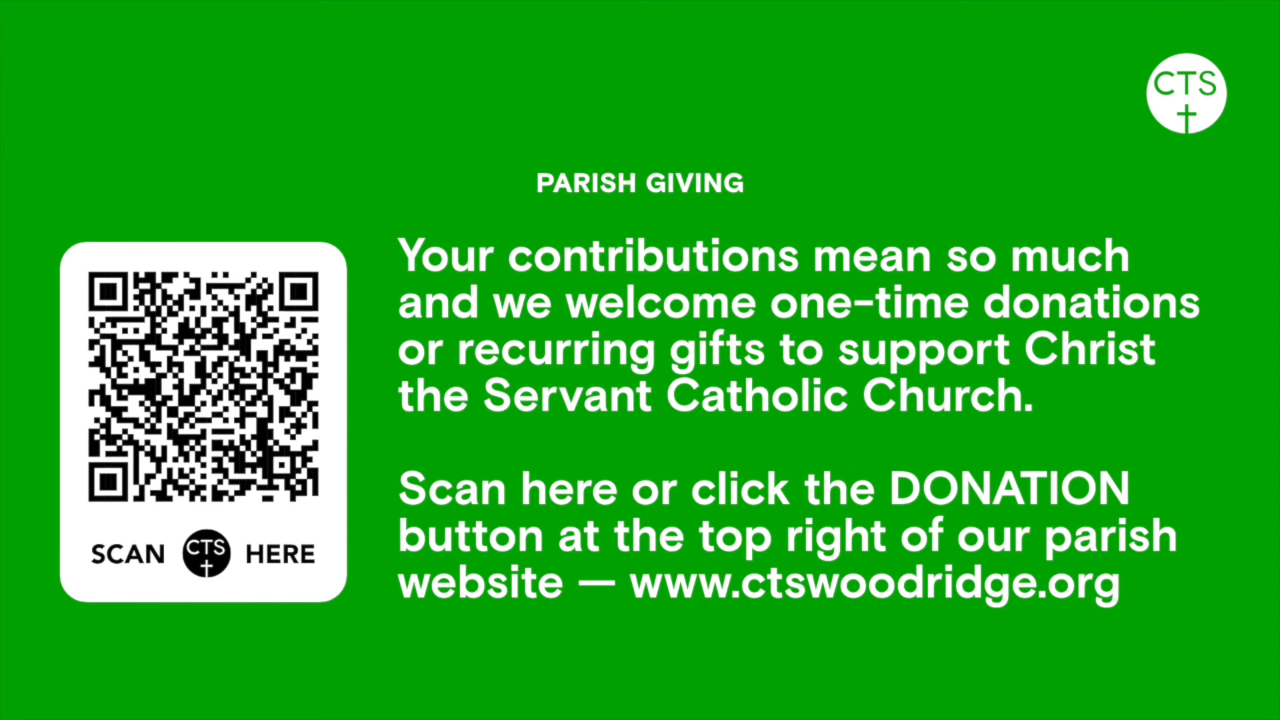 CTS
PARISH GIVING
Your contributions mean so much
and we welcome one-time donations
or recurring gifts to support Christ
the Servant Catholic Church.
Scan here or click the DONATION
button at the top right of our parish
website — www.ctswoodridge.org
SCAN CTS HERE